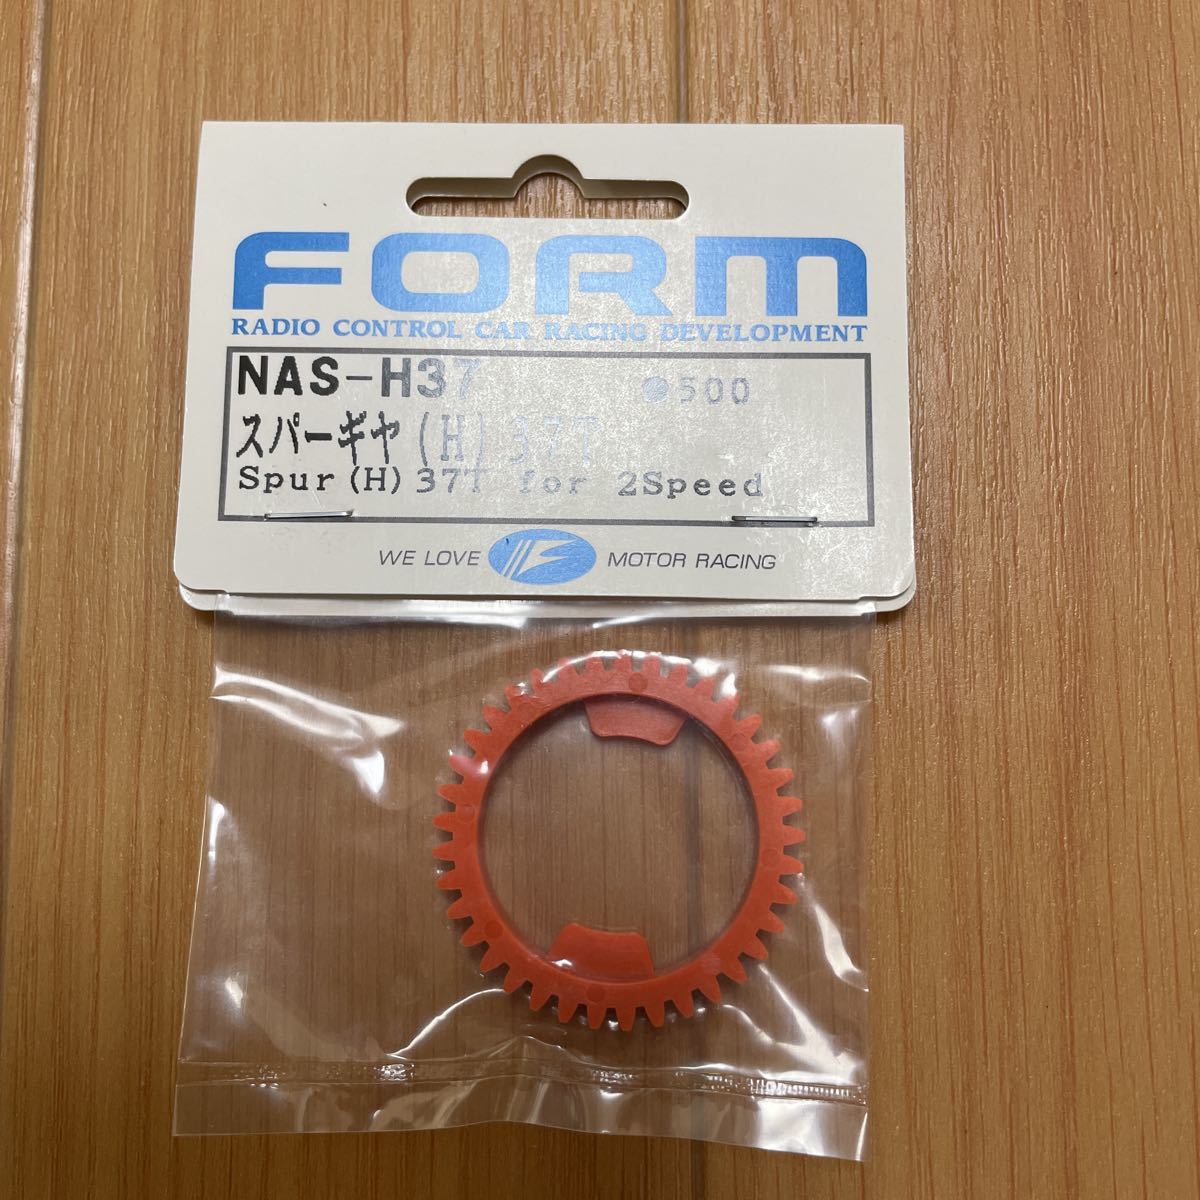 FORM
RADIO CONTROL CAR RACING DEVELOPMENT
NAS-H37 ●500
スパーギヤ(H)37T
Spur(H)37T for 2Speed
WE LOVE F MOTOR RACING